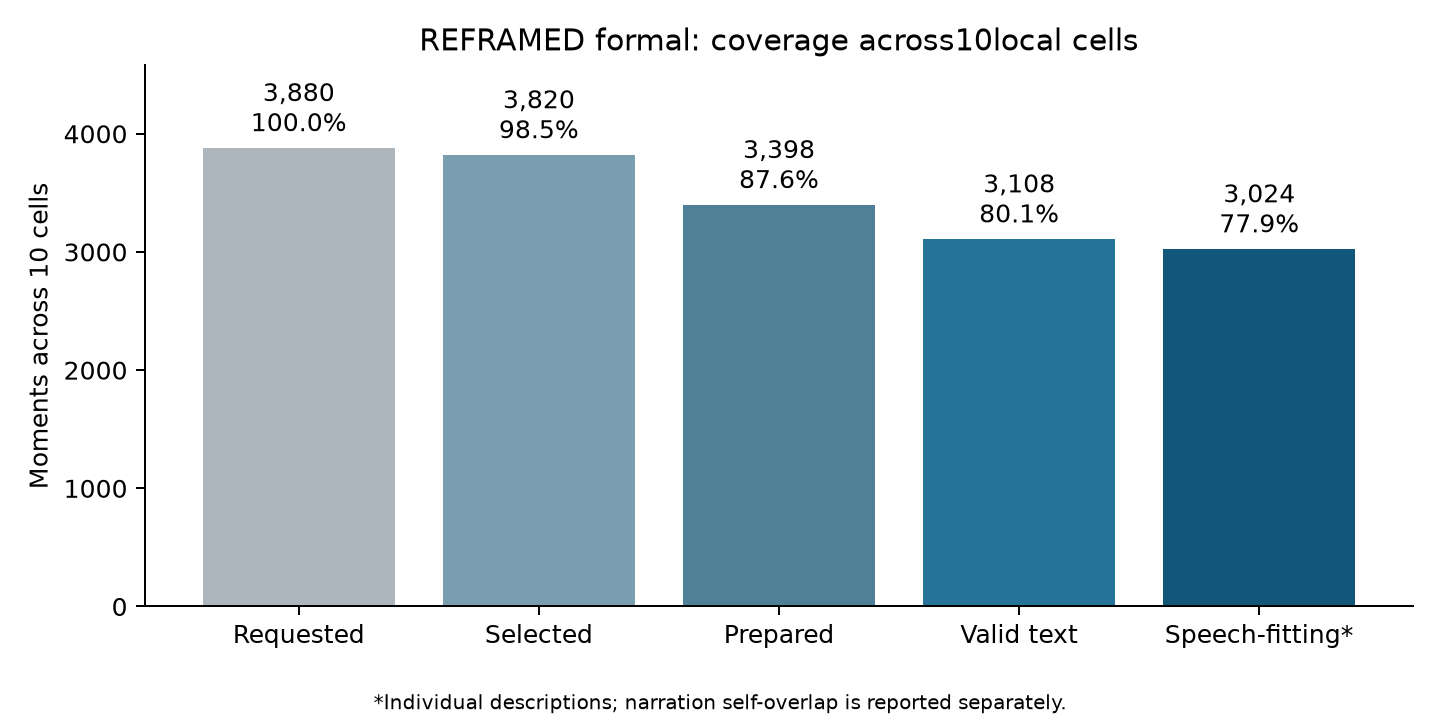 REFRAMED formal: coverage across10local cells
Moments across 10 cells
4000
3000
2000
1000
0
3,880
100.0%
3,820
98.5%
3,398
87.6%
3,108
80.1%
3,024
77.9%
Requested
Selected
Prepared
Valid text
Speech-fitting*
*Individual descriptions; narration self-overlap is reported separately.